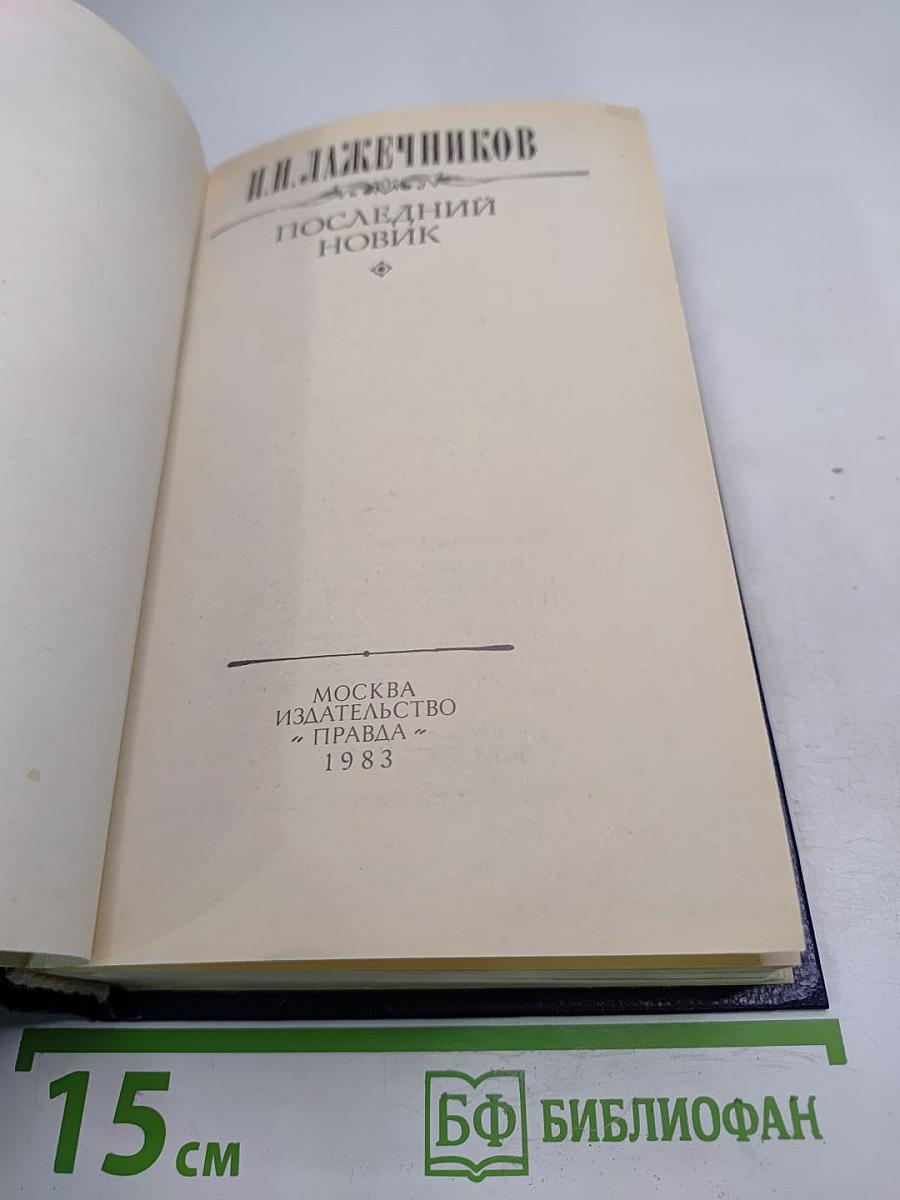 И.И.ЛАЖЕЧНИКОВ
ПОСЛЕДНИЙ
НОВИК
МОСКВА
ИЗДАТЕЛЬСТВО
„ ПРАВДА “
1983
15 см
БФ БИБЛИОФАН